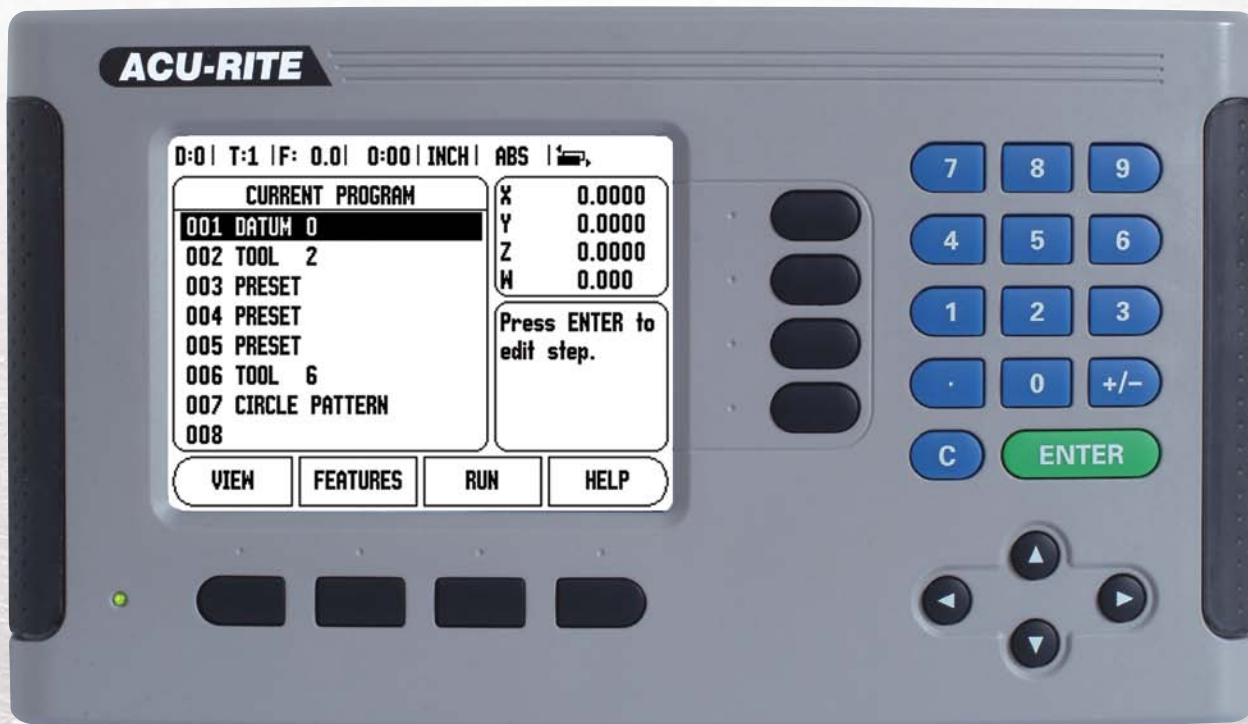 ACU-RITE
D:0| T:1 |F: 0.0| 0:00| INCH| ABS |
CURRENT PROGRAM
001 DATUM 0
002 TOOL 2
003 PRESET
004 PRESET
005 PRESET
006 TOOL 6
007 CIRCLE PATTERN
008
X 0.0000
Y 0.0000
Z 0.0000
W 0.000
Press ENTER to
edit step.
VIEW FEATURES RUN HELP
7 8 9
4 5 6
1 2 3
. 0 +/-
C ENTER